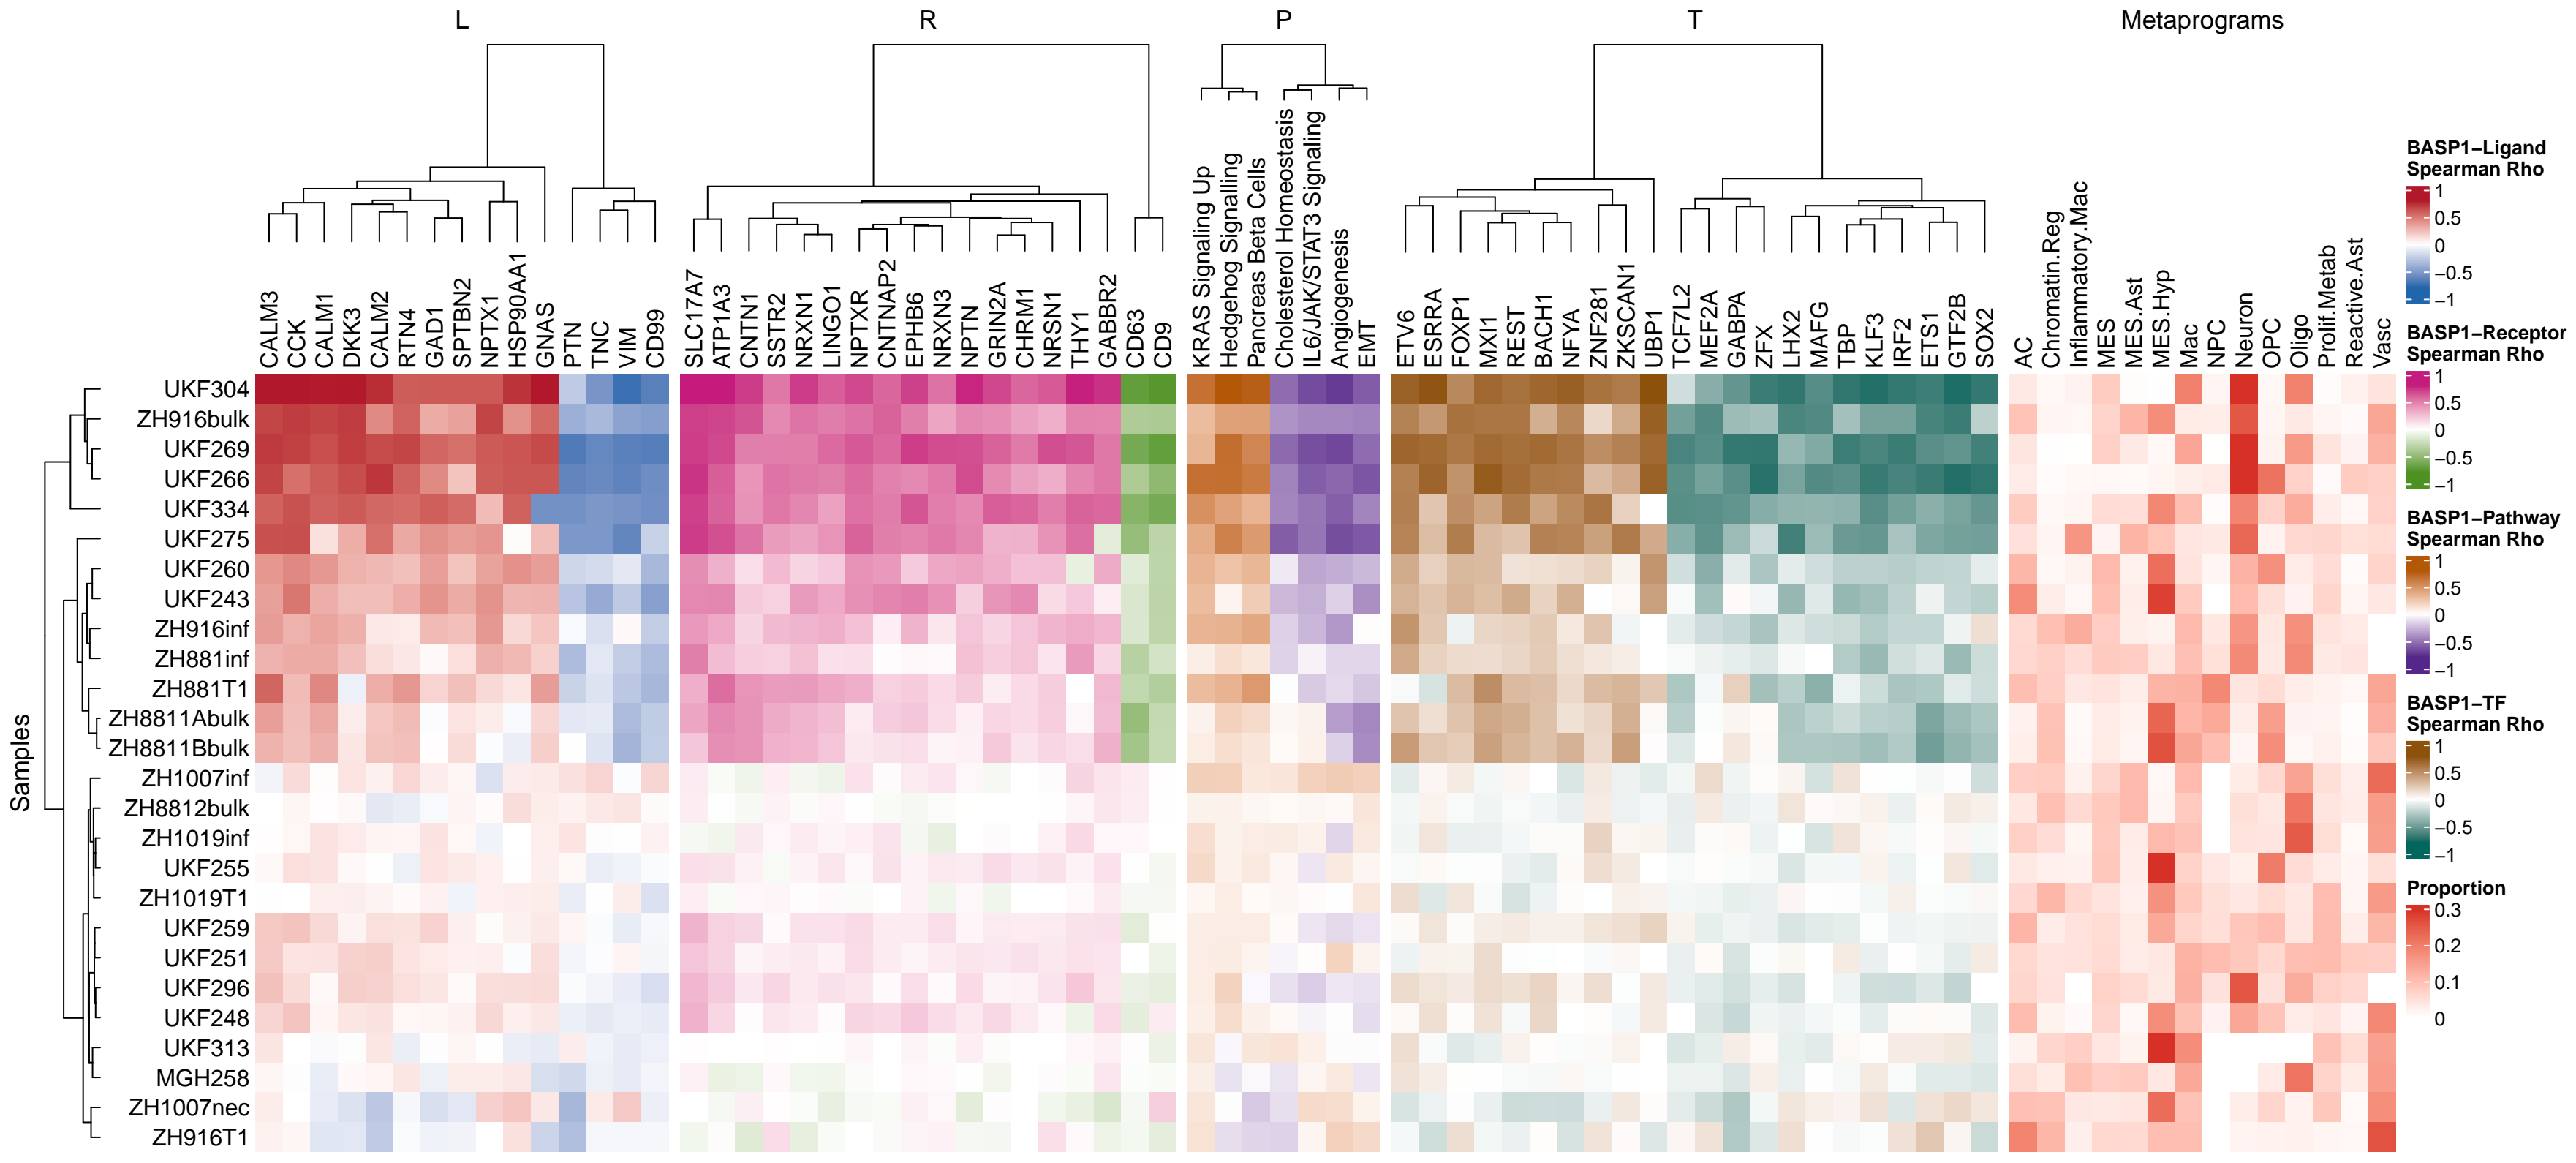 L
R
P
T
Metaprograms
CALM3
CCK
CALM1
DKK3
CALM2
RTN4
GAD1
SPTBN2
NPTX1
HSP90AA1
GNAS
PTN
TNC
VIM
CD99
SLC17A7
ATP1A3
CNTN1
SSTR2
NRXN1
LINGO1
NPTXR
CNTNAP2
EPHB6
NRXN3
NPTN
GRIN2A
CHRM1
NRSN1
THY1
GABBR2
CD63
CD9
KRAS Signaling Up
Hedgehog Signalling
Pancreas Beta Cells
Cholesterol Homeostasis
IL6/JAK/STAT3 Signaling
Angiogenesis
EMT
ETV6
ESRRA
FOXP1
MXI1
REST
BACH1
NFYA
ZNF281
ZKSCAN1
UBP1
TCF7L2
MEF2A
GABPA
ZFX
LHX2
MAFG
TBP
KLF3
IRF2
ETS1
GTF2B
SOX2
AC
Chromatin.Reg
Inflammatory.Mac
MES
MES.Ast
MES.Hyp
Mac
NPC
Neuron
OPC
Oligo
Prolif.Metab
Reactive.Ast
Vasc
Samples
UKF304
ZH916bulk
UKF269
UKF266
UKF334
UKF275
UKF260
UKF243
ZH916inf
ZH881inf
ZH881T1
ZH8811Abulk
ZH8811Bbulk
ZH1007inf
ZH8812bulk
ZH1019inf
UKF255
ZH1019T1
UKF259
UKF251
UKF296
UKF248
UKF313
MGH258
ZH1007nec
ZH916T1
BASP1−Ligand
Spearman Rho
1
0.5
0
−0.5
−1
BASP1−Receptor
Spearman Rho
1
0.5
0
−0.5
−1
BASP1−Pathway
Spearman Rho
1
0.5
0
−0.5
−1
BASP1−TF
Spearman Rho
1
0.5
0
−0.5
−1
Proportion
0.3
0.2
0.1
0